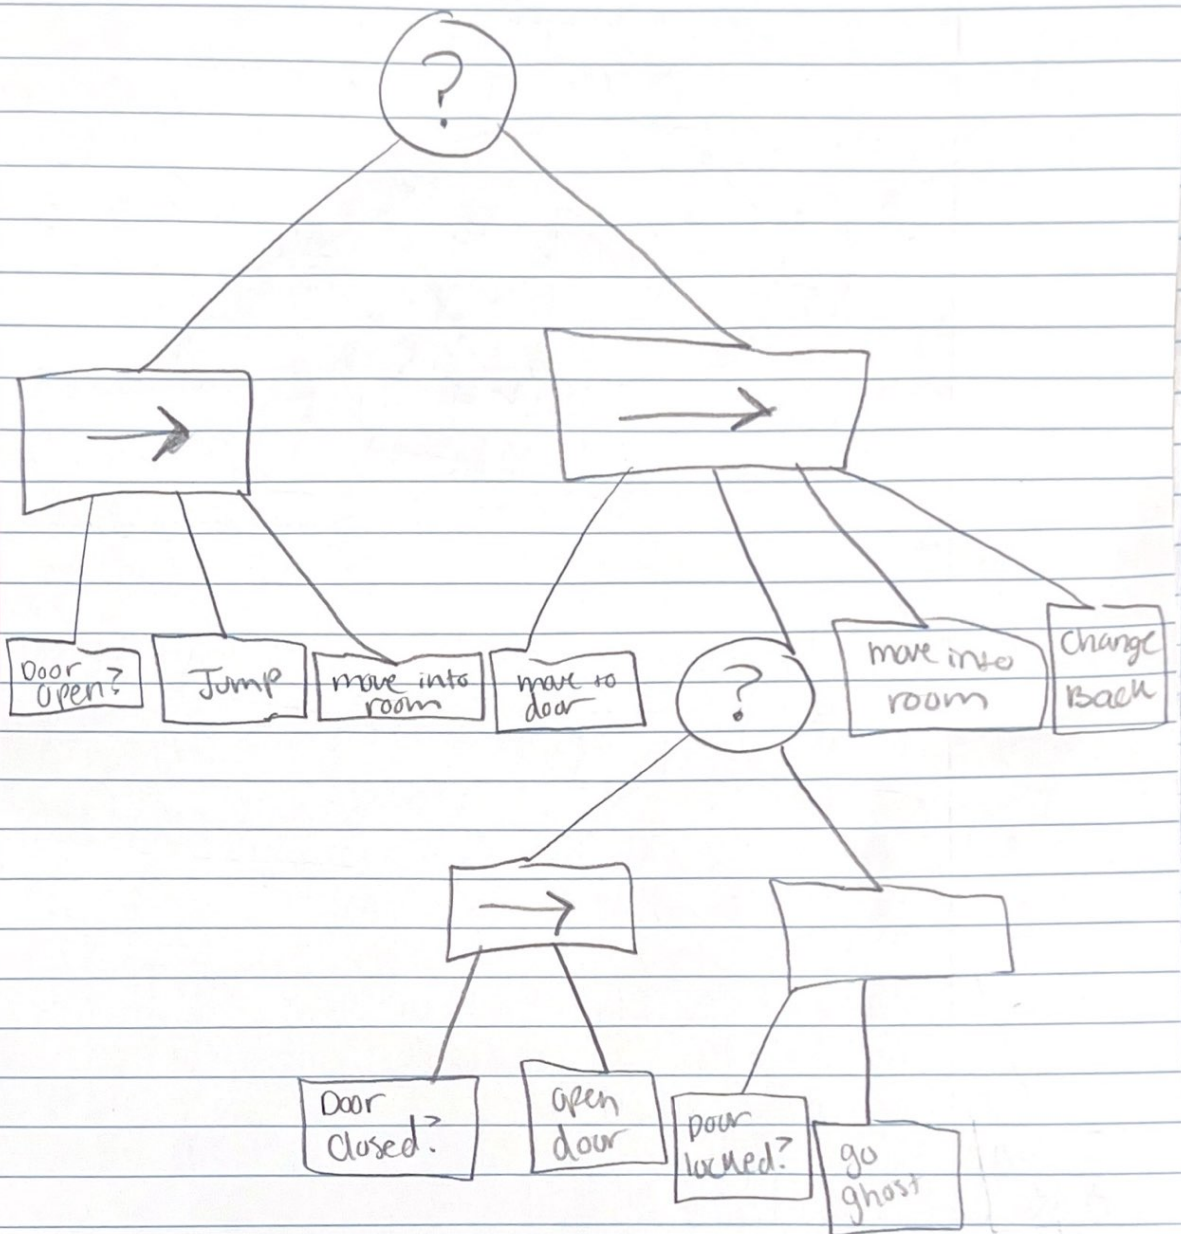 ?
→
→
Door
open?
Jump
move into
room
move to
door
?
move into
room
Change
Back
→
Door
Closed?
open
door
Door
locked?
go
ghost